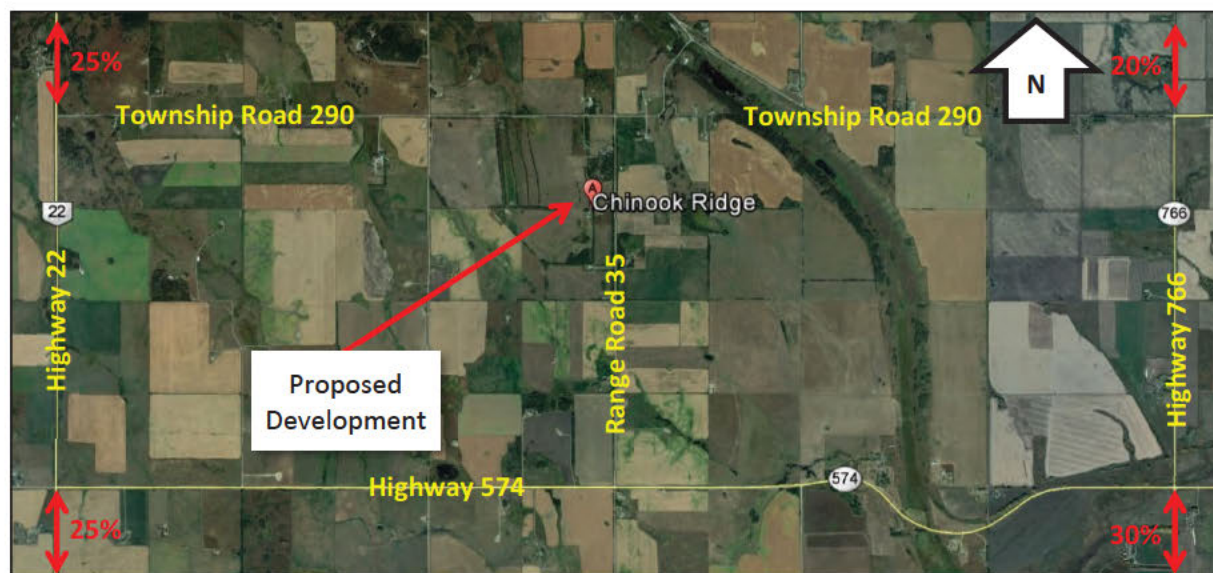 25%
20%
N
Township Road 290
Township Road 290
A
Chinook Ridge
22
766
Highway 22
Range Road 35
Highway 766
Proposed
Development
Highway 574
574
25%
30%